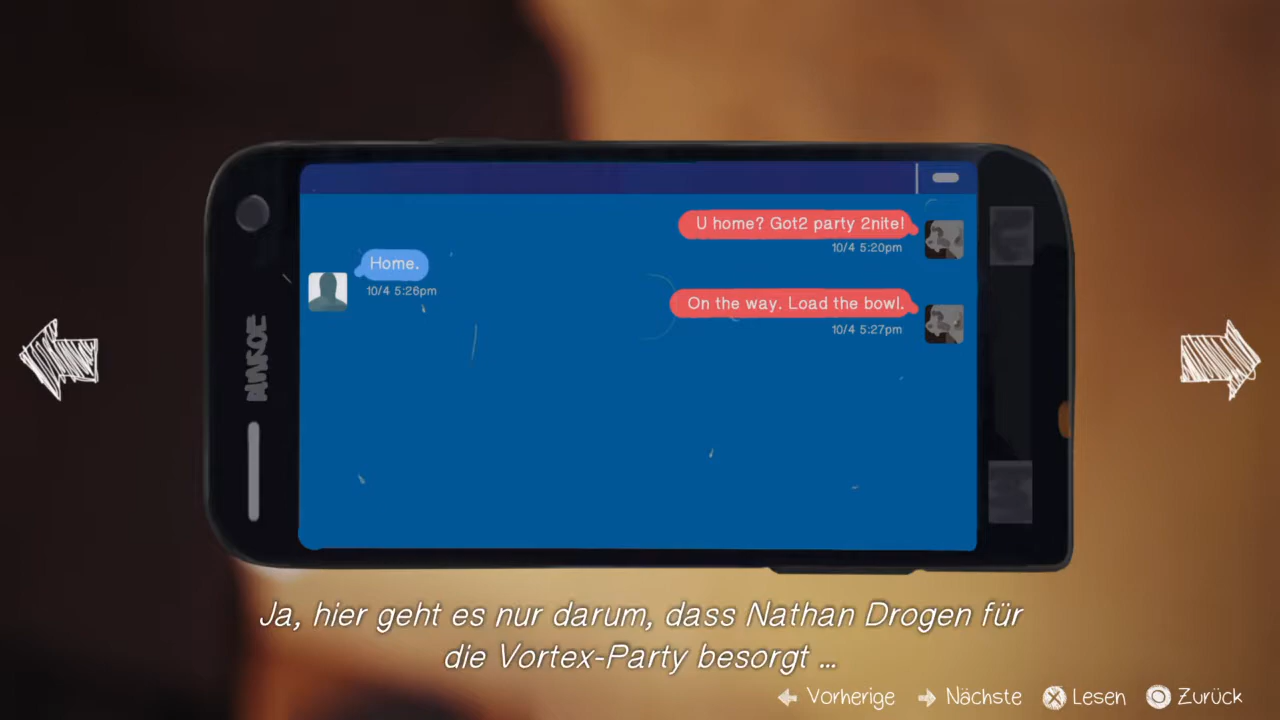 U home? Got2 party 2nite!
10/4 5:20pm
Home.
10/4 5:26pm
On the way. Load the bowl.
10/4 5:27pm
Ja, hier geht es nur darum, dass Nathan Drogen für
die Vortex-Party besorgt ...
Vorherige Nächste Lesen Zurück